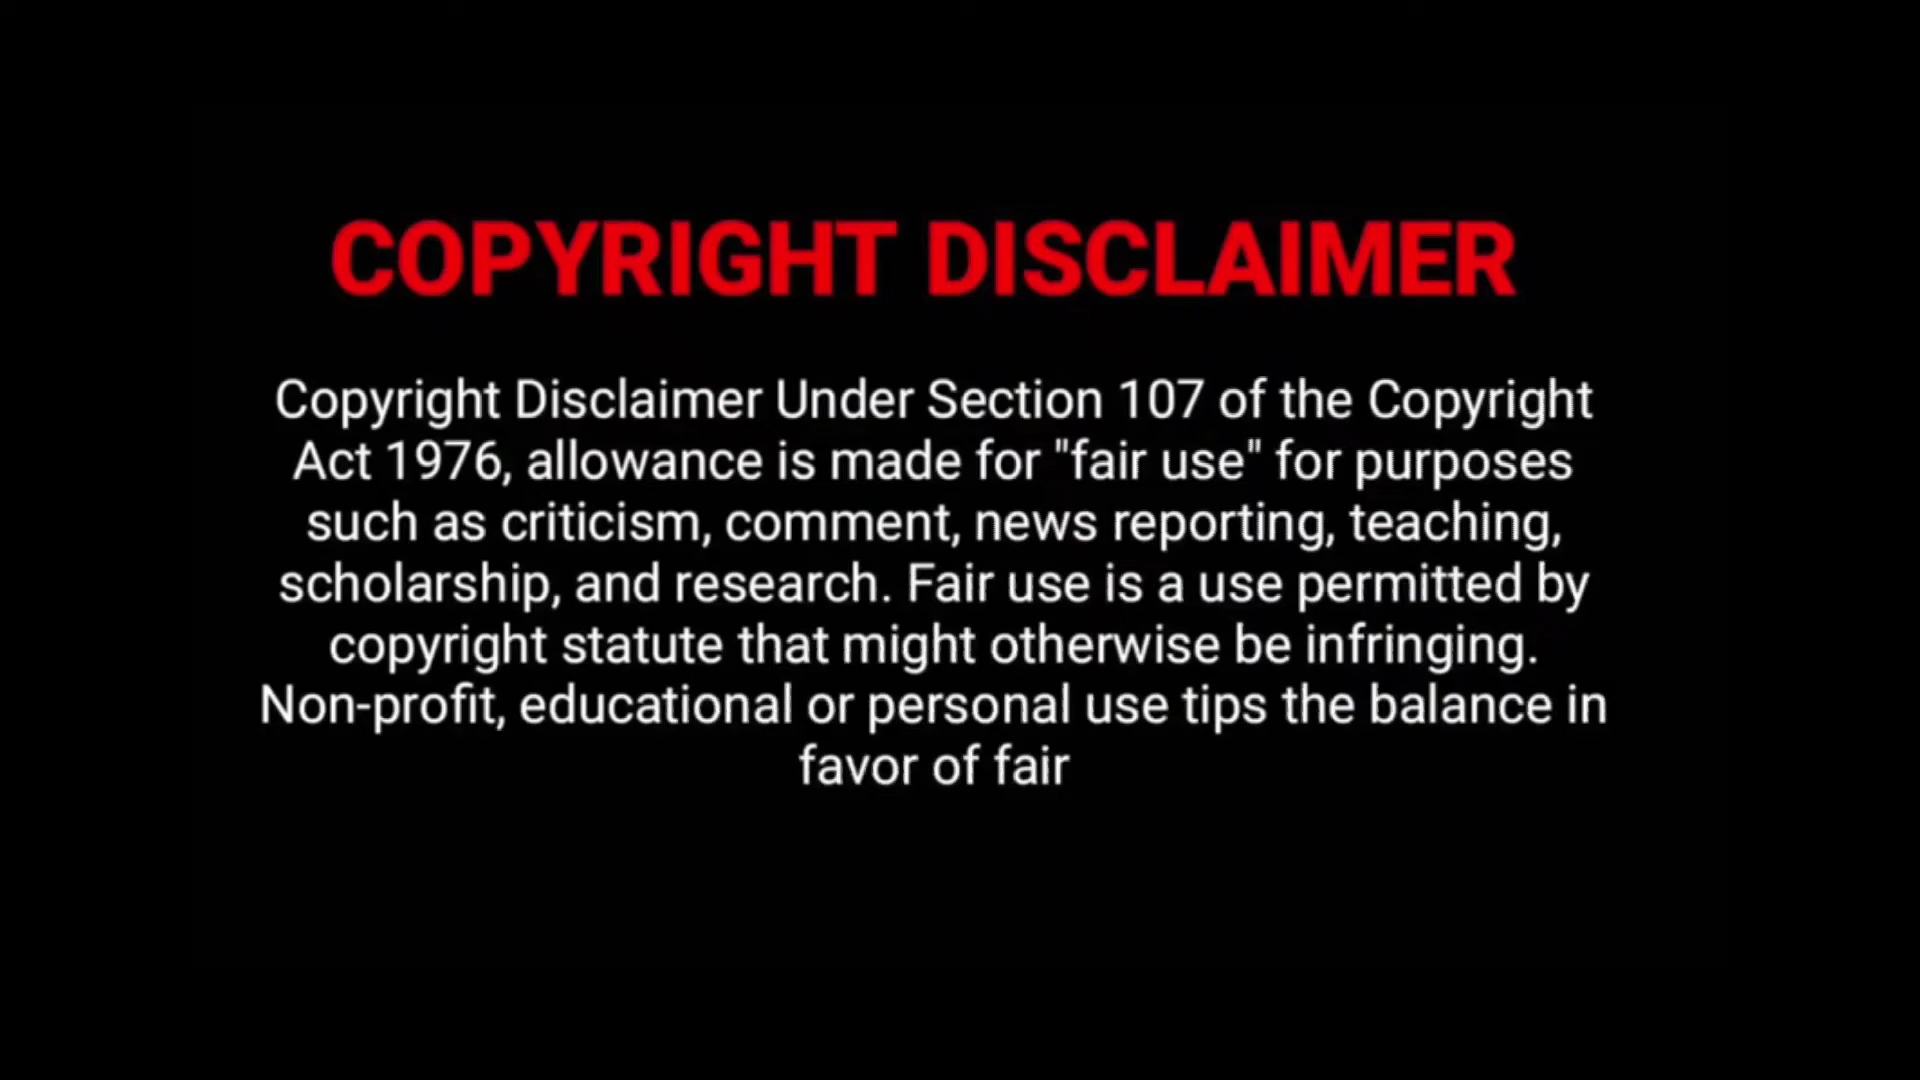 COPYRIGHT DISCLAIMER
Copyright Disclaimer Under Section 107 of the Copyright
Act 1976, allowance is made for "fair use" for purposes
such as criticism, comment, news reporting, teaching,
scholarship, and research. Fair use is a use permitted by
copyright statute that might otherwise be infringing.
Non-profit, educational or personal use tips the balance in
favor of fair